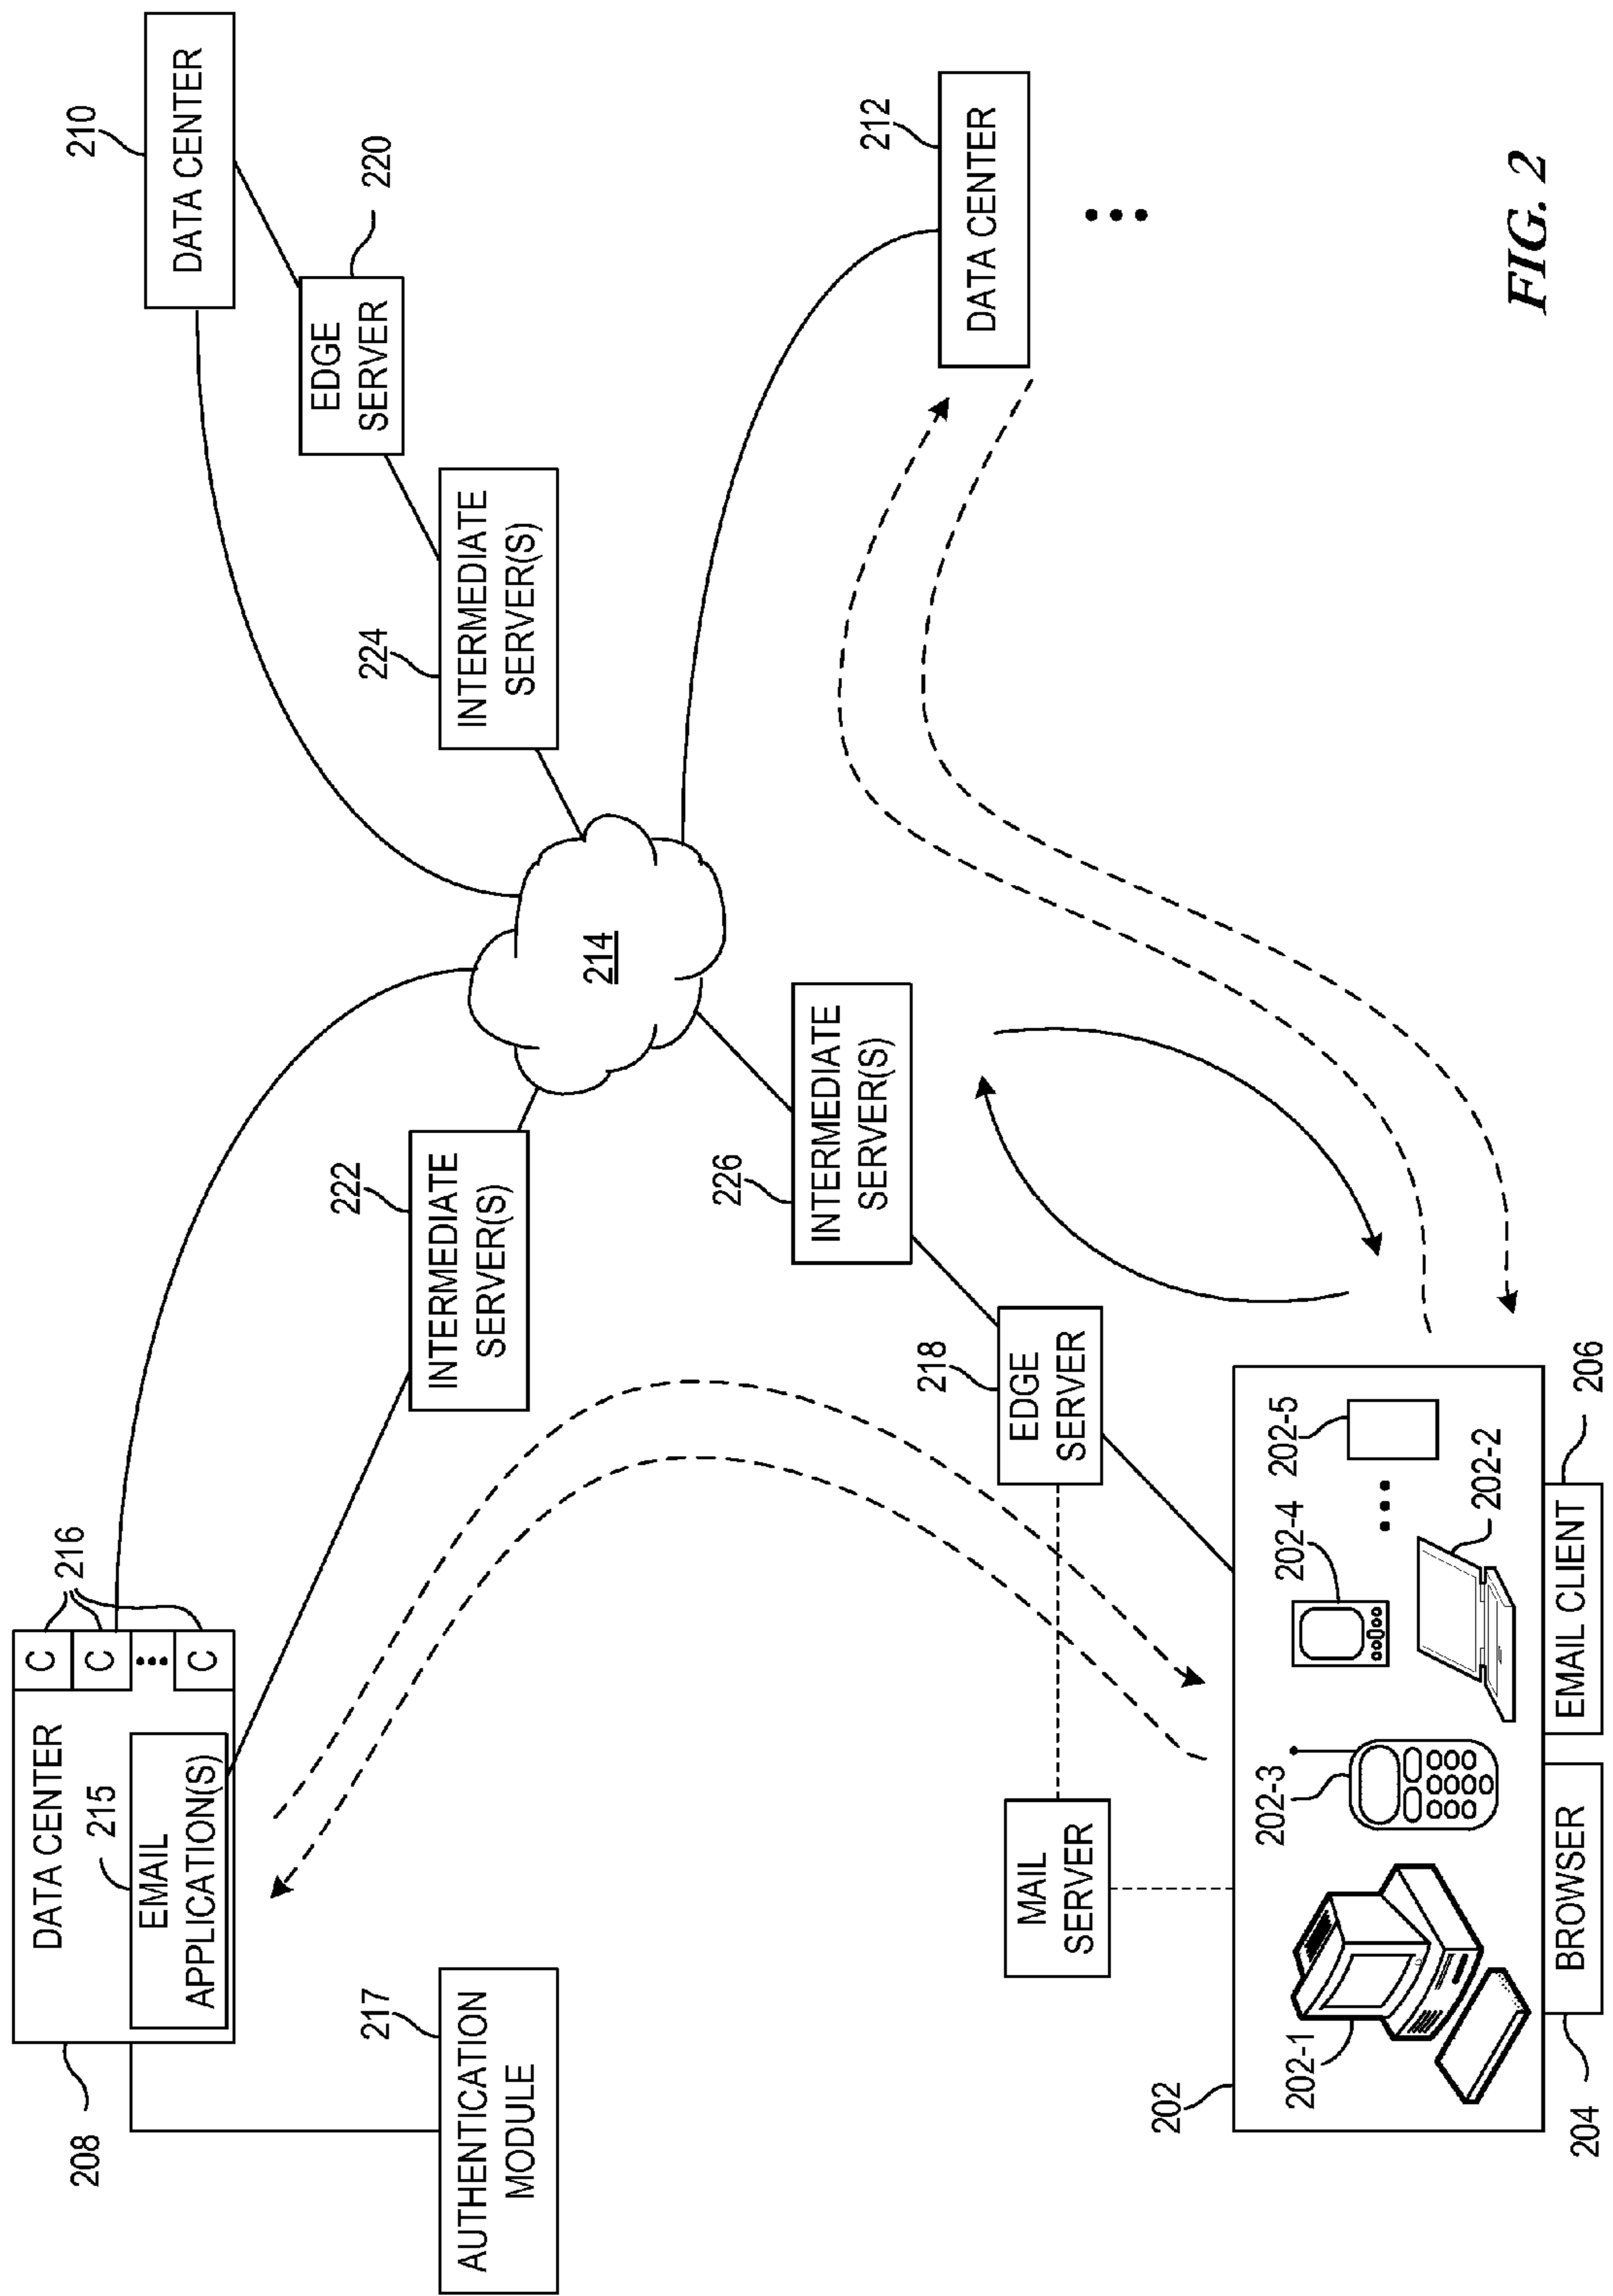 208
DATA CENTER
215
EMAIL
APPLICATION(S)
C
C
C
216
210
DATA CENTER
217
AUTHENTICATION
MODULE
222
INTERMEDIATE
SERVER(S)
214
224
INTERMEDIATE
SERVER(S)
EDGE
SERVER
220
226
INTERMEDIATE
SERVER(S)
212
DATA CENTER
MAIL
SERVER
218
EDGE
SERVER
202
202-1
202-3
202-4
202-5
202-2
204
BROWSER
EMAIL CLIENT
206
FIG. 2